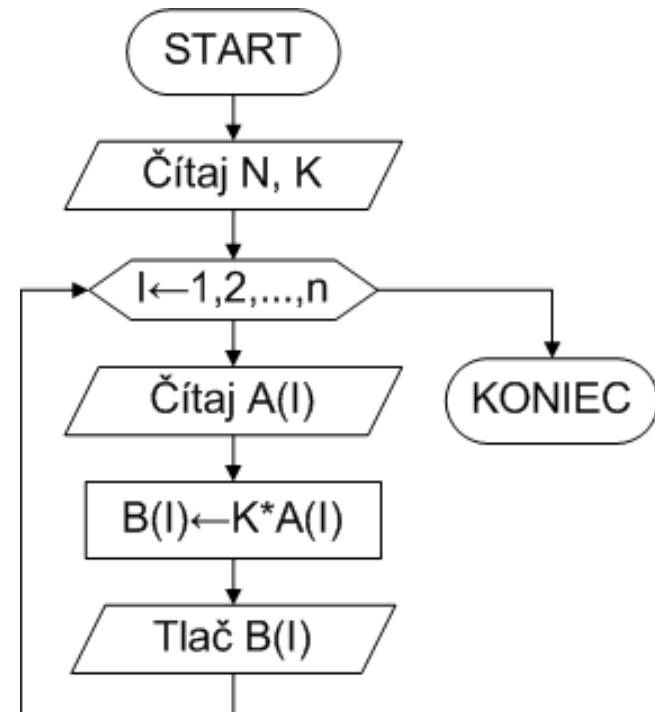 START
Čítaj N, K
I←1,2,...,n
Čítaj A(I)
KONIEC
B(I)←K*A(I)
Tlač B(I)